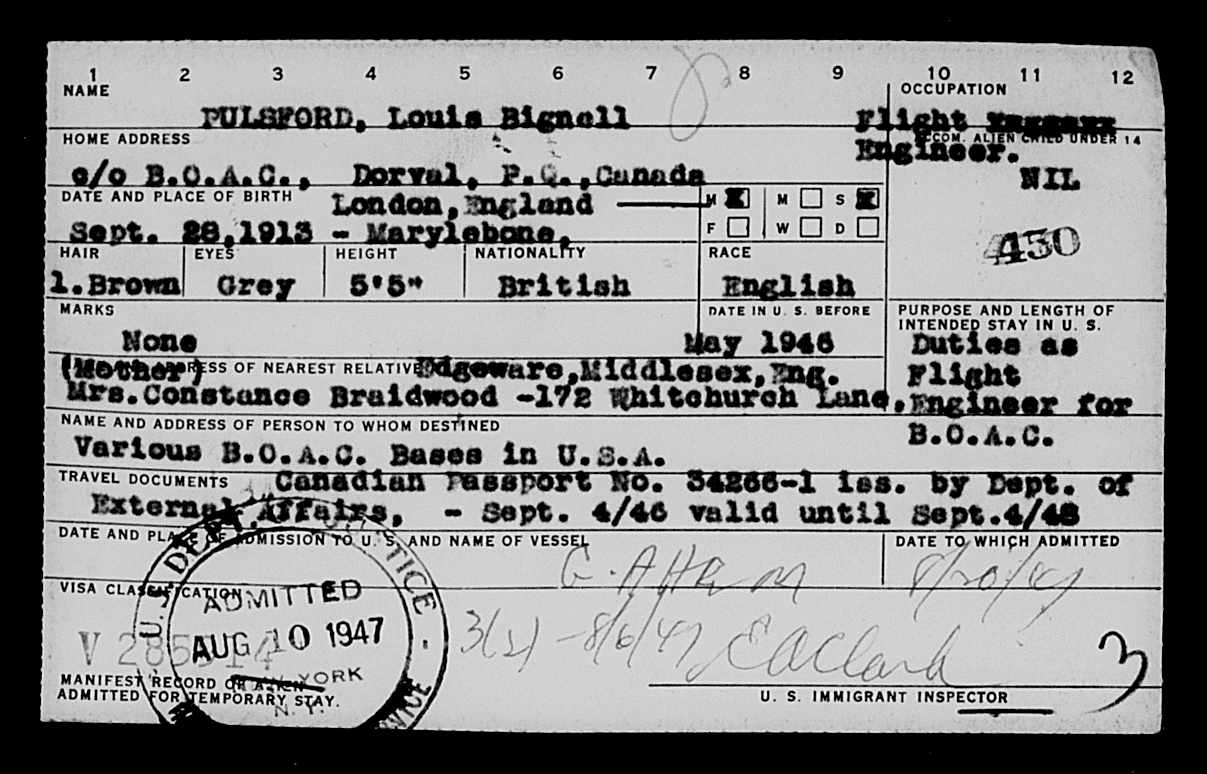 1 2 3 4 5 6 7 8 9 10 11 12
NAME OCCUPATION
PULSFORD, Louis Bignell Flight
HOME ADDRESS ACCOM. ALIEN CHILD UNDER 14
Engineer.
c/o B.O.A.C., Dorval, P.Q.,Canada NIL
DATE AND PLACE OF BIRTH London,England M M S
Sept. 28,1913 - Marylebone, F W D
430
HAIR EYES HEIGHT NATIONALITY RACE
l.Brown Grey 5'5" British English
MARKS DATE IN U. S. BEFORE PURPOSE AND LENGTH OF
INTENDED STAY IN U. S.
None May 1946 Duties as
(Mother) ADDRESS OF NEAREST RELATIVE Edgeware,Middlesex,Eng. Flight
Mrs.Constance Braidwood -172 Whitchurch Lane. Engineer for
NAME AND ADDRESS OF PERSON TO WHOM DESTINED B.O.A.C.
Various B.O.A.C. Bases in U.S.A.
TRAVEL DOCUMENTS Canadian Passport No. 34266-1 iss. by Dept. of
External Affairs, - Sept. 4/46 valid until Sept.4/48
DATE AND PLACE OF ADMISSION TO U. S. AND NAME OF VESSEL DATE TO WHICH ADMITTED
VISA CLASSIFICATION
U.S. DEPT. OF JUSTICE
ADMITTED
AUG 10 1947
NEW YORK
N.Y.
SERVICE
3(2) - 8/6/47 E A Clark 3
MANIFEST RECORD OF ALIEN
ADMITTED FOR TEMPORARY STAY.
U. S. IMMIGRANT INSPECTOR